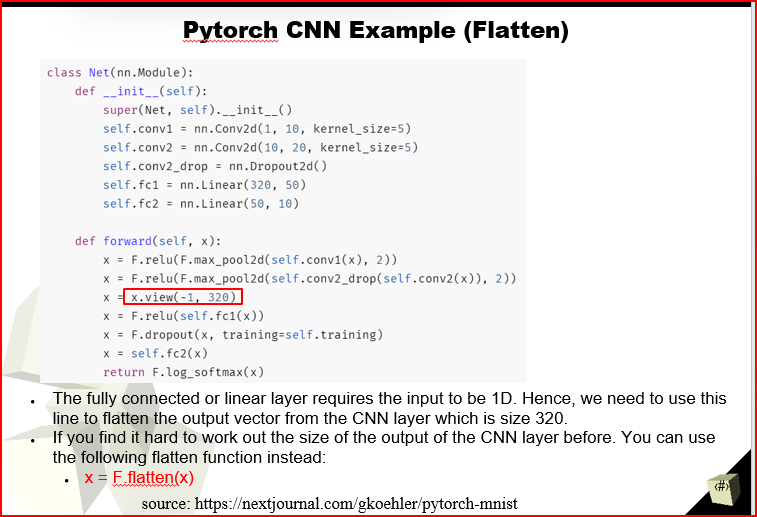 Pytorch CNN Example (Flatten)
class Net(nn.Module):
    def __init__(self):
        super(Net, self).__init__()
        self.conv1 = nn.Conv2d(1, 10, kernel_size=5)
        self.conv2 = nn.Conv2d(10, 20, kernel_size=5)
        self.conv2_drop = nn.Dropout2d()
        self.fc1 = nn.Linear(320, 50)
        self.fc2 = nn.Linear(50, 10)

    def forward(self, x):
        x = F.relu(F.max_pool2d(self.conv1(x), 2))
        x = F.relu(F.max_pool2d(self.conv2_drop(self.conv2(x)), 2))
        x = x.view(-1, 320)
        x = F.relu(self.fc1(x))
        x = F.dropout(x, training=self.training)
        x = self.fc2(x)
        return F.log_softmax(x)
• The fully connected or linear layer requires the input to be 1D. Hence, we need to use this
line to flatten the output vector from the CNN layer which is size 320.
• If you find it hard to work out the size of the output of the CNN layer before. You can use
the following flatten function instead:
• x = F.flatten(x)
source: https://nextjournal.com/gkoehler/pytorch-mnist
‹#›